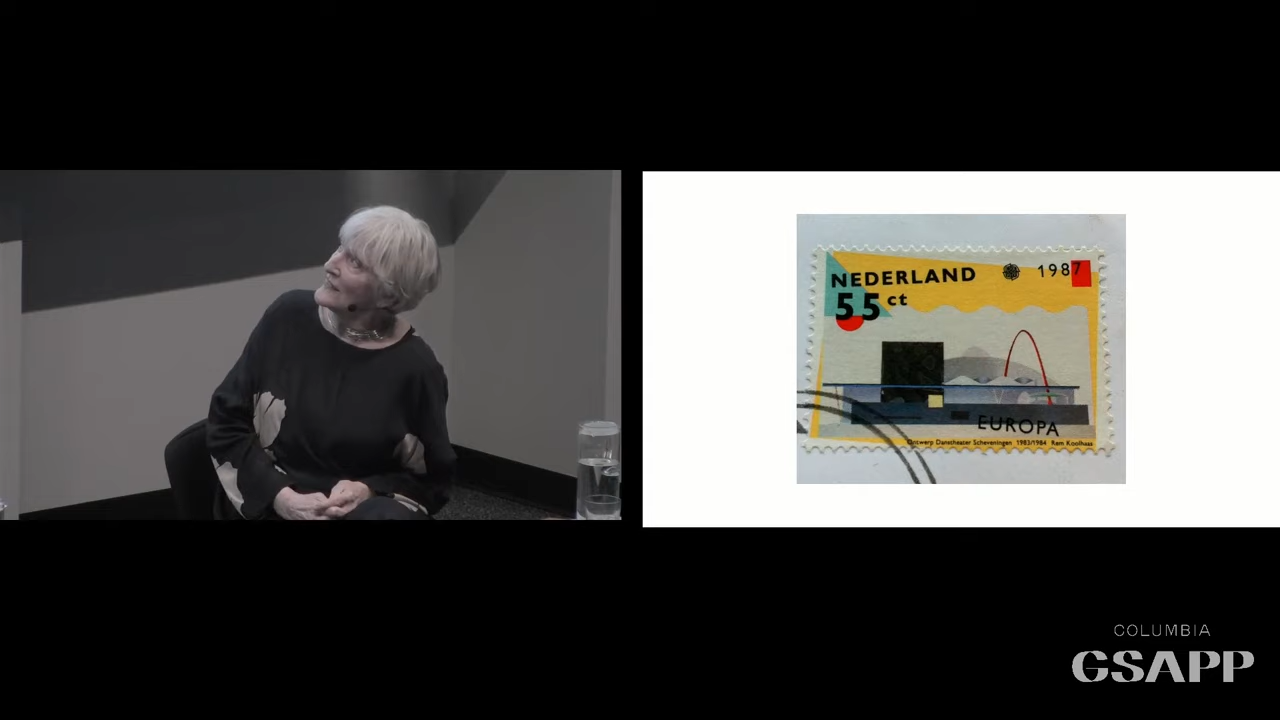 NEDERLAND
1987
55 ct
EUROPA
Ontwerp Danstheater Scheveningen 1983/1984 Rem Koolhaas
COLUMBIA
GSAPP